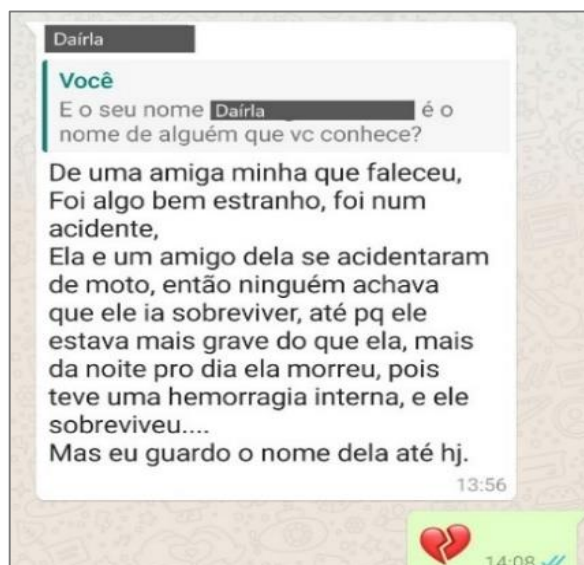 Daírla
Você
E o seu nome Daírla é o
nome de alguém que vc conhece?
De uma amiga minha que faleceu,
Foi algo bem estranho, foi num
acidente,
Ela e um amigo dela se acidentaram
de moto, então ninguém achava
que ele ia sobreviver, até pq ele
estava mais grave do que ela, mais
da noite pro dia ela morreu, pois
teve uma hemorragia interna, e ele
sobreviveu....
Mas eu guardo o nome dela até hj.
13:56
14:08